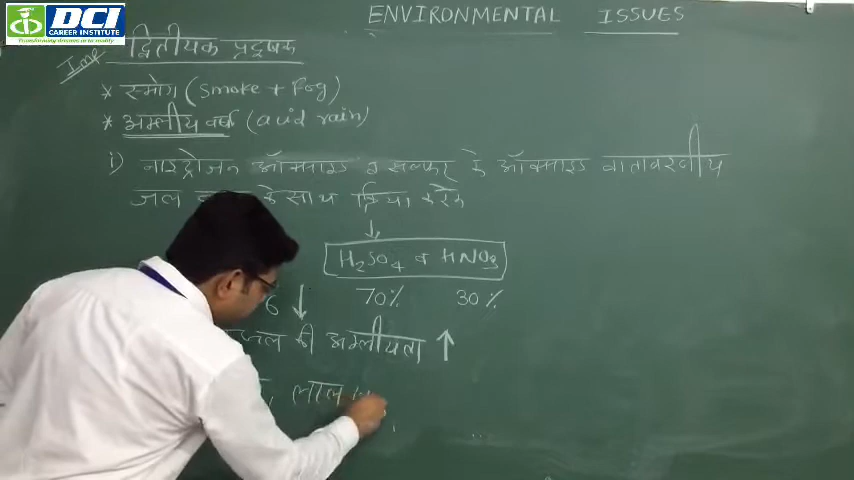 DCI
CAREER INSTITUTE
ENVIRONMENTAL ISSUES
Imp द्वितीयक प्रदूषक
* स्मोग (Smoke + Fog)
* अम्लीय वर्षा (acid rain)
i) नाइट्रोजन ऑक्साइड व सल्फर के ऑक्साइड वातावरणीय
जल के साथ क्रिया करके
↓
H₂SO₄ व HNO₃
6 ↓ 70% 30%
जल की अम्लीयता ↑
, लाल